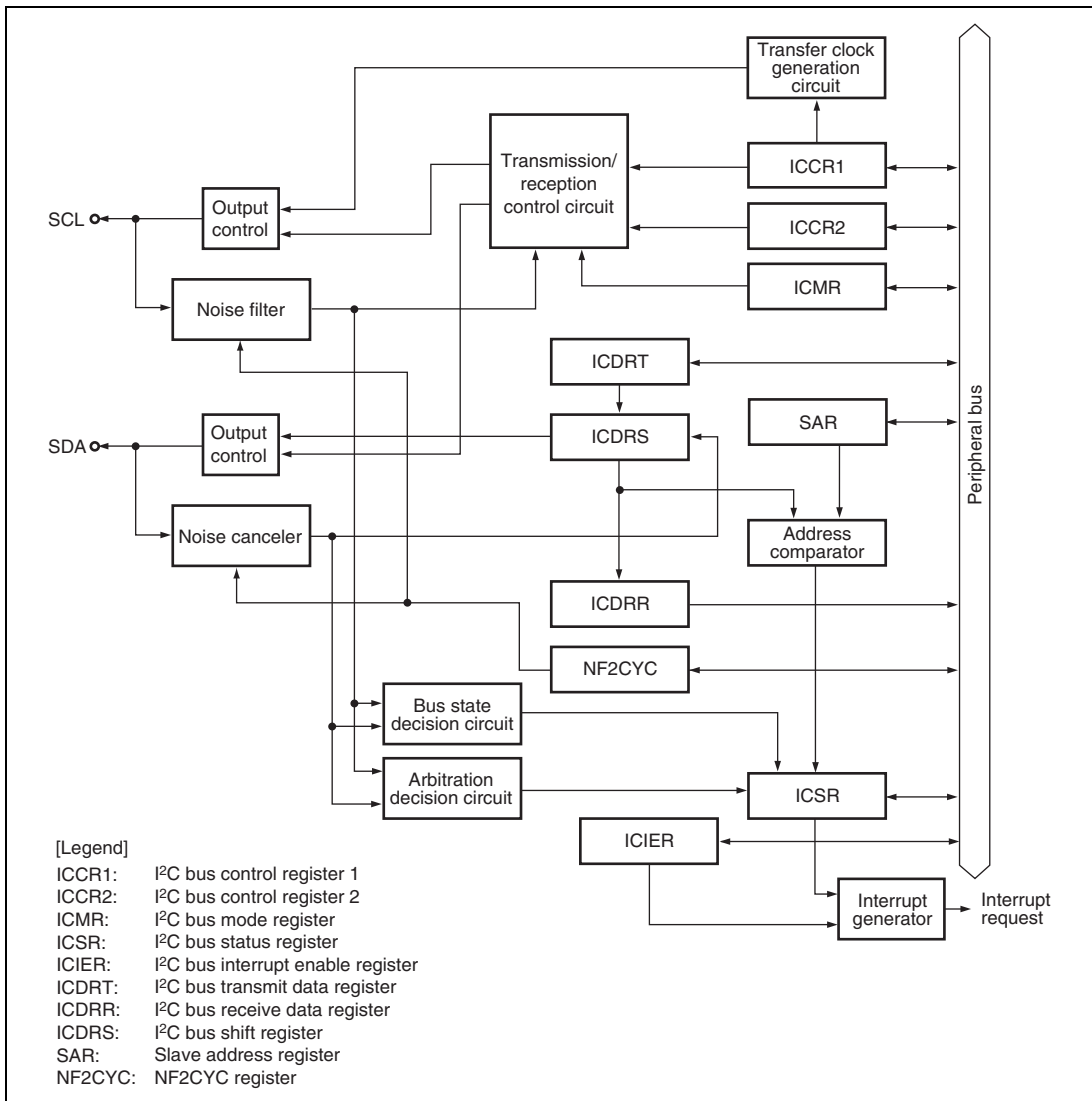 Transfer clock
generation
circuit
Transmission/
reception
control circuit
ICCR1
Output
control
SCL
ICCR2
ICMR
Noise filter
ICDRT
Peripheral bus
SAR
Output
control
ICDRS
SDA
Noise canceler
Address
comparator
ICDRR
NF2CYC
Bus state
decision circuit
Arbitration
decision circuit
ICSR
ICIER
Interrupt
generator
Interrupt
request
[Legend]
ICCR1: I²C bus control register 1
ICCR2: I²C bus control register 2
ICMR: I²C bus mode register
ICSR: I²C bus status register
ICIER: I²C bus interrupt enable register
ICDRT: I²C bus transmit data register
ICDRR: I²C bus receive data register
ICDRS: I²C bus shift register
SAR: Slave address register
NF2CYC: NF2CYC register